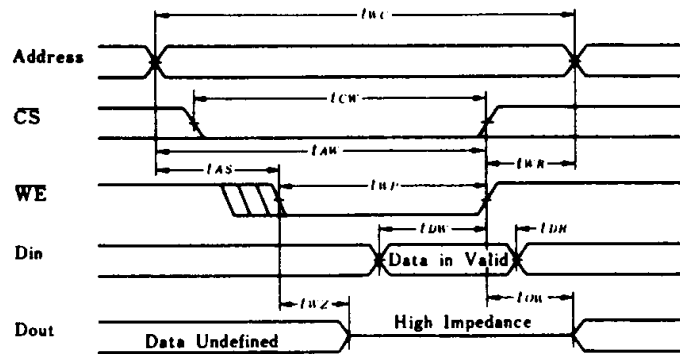 tWC
Address
tCW
CS
tAW
tAS
tWR
tWP
WE
tDW
tDH
Din
Data in Valid
tWZ
tOW
High Impedance
Dout
Data Undefined